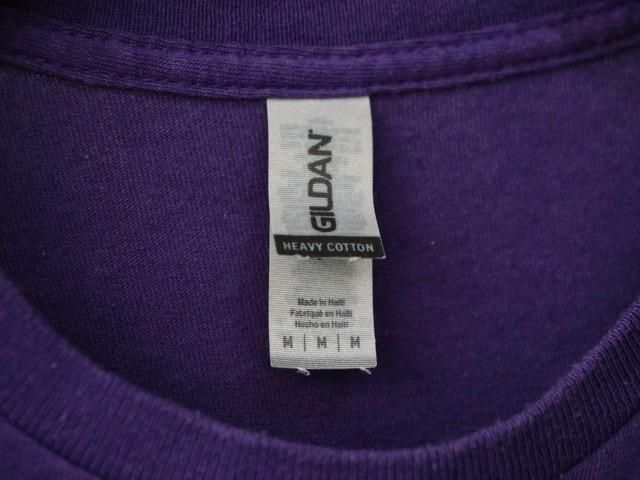 GILDAN
HEAVY COTTON
Made in Haiti
Fabriqué en Haïti
Hecho en Haití
M | M | M